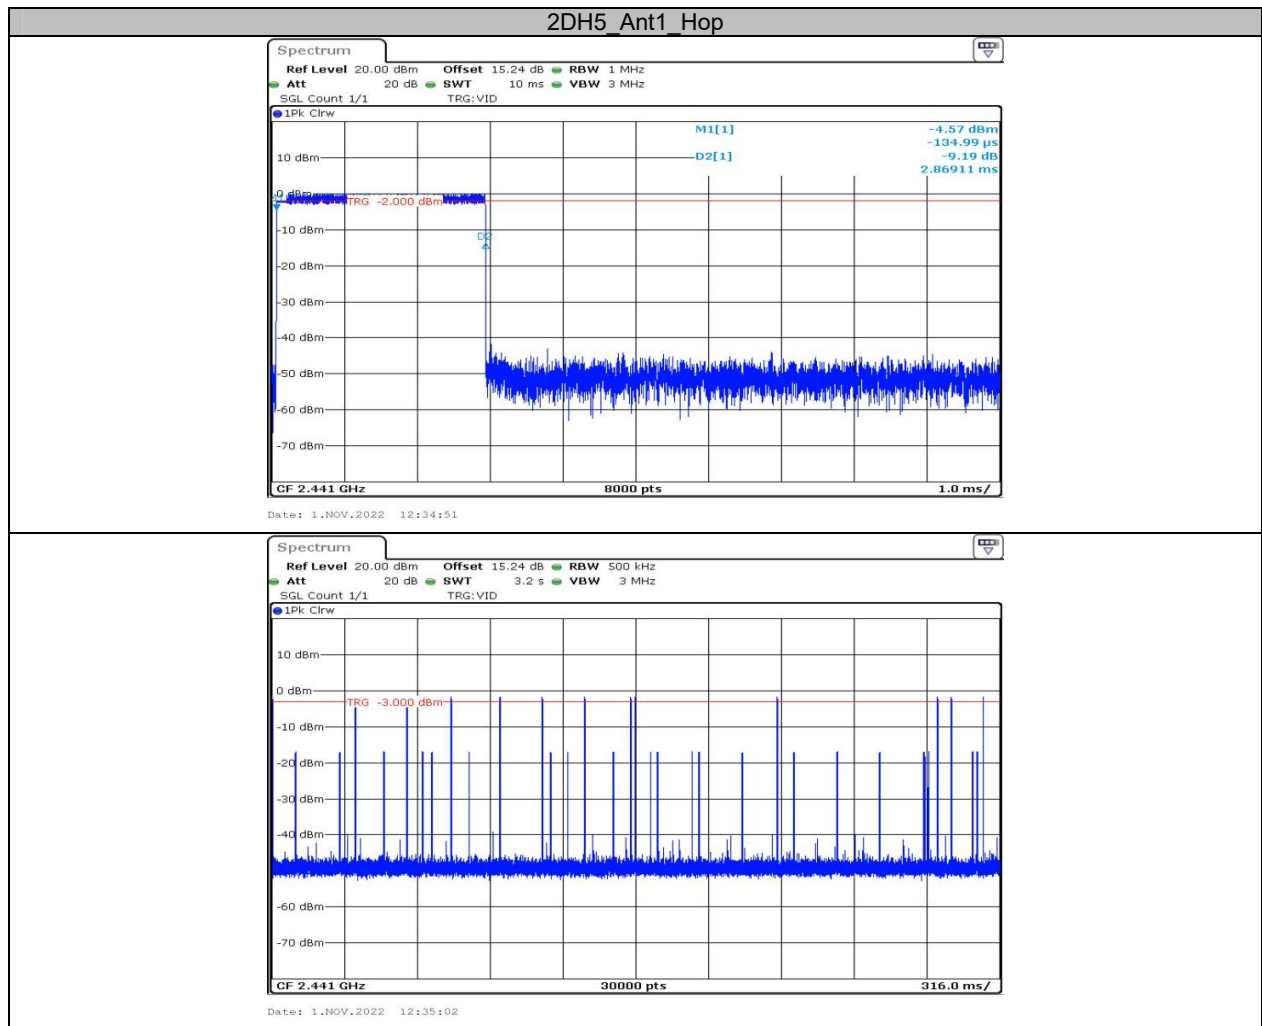 2DH5_Ant1_Hop
Spectrum
Ref Level 20.00 dBm Offset 15.24 dB RBW 1 MHz
Att 20 dB SWT 10 ms VBW 3 MHz
SGL Count 1/1 TRG:VID
1Pk Clrw
M1[1] -4.57 dBm
-134.99 µs
D2[1] -9.19 dB
2.86911 ms
10 dBm
0 dBm
TRG -2.000 dBm
-10 dBm
D2
-20 dBm
-30 dBm
-40 dBm
-50 dBm
-60 dBm
-70 dBm
CF 2.441 GHz 8000 pts 1.0 ms/
Date: 1.NOV.2022 12:34:51
Spectrum
Ref Level 20.00 dBm Offset 15.24 dB RBW 500 kHz
Att 20 dB SWT 3.2 s VBW 3 MHz
SGL Count 1/1 TRG:VID
1Pk Clrw
10 dBm
0 dBm
TRG -3.000 dBm
-10 dBm
-20 dBm
-30 dBm
-40 dBm
-60 dBm
-70 dBm
CF 2.441 GHz 30000 pts 316.0 ms/
Date: 1.NOV.2022 12:35:02